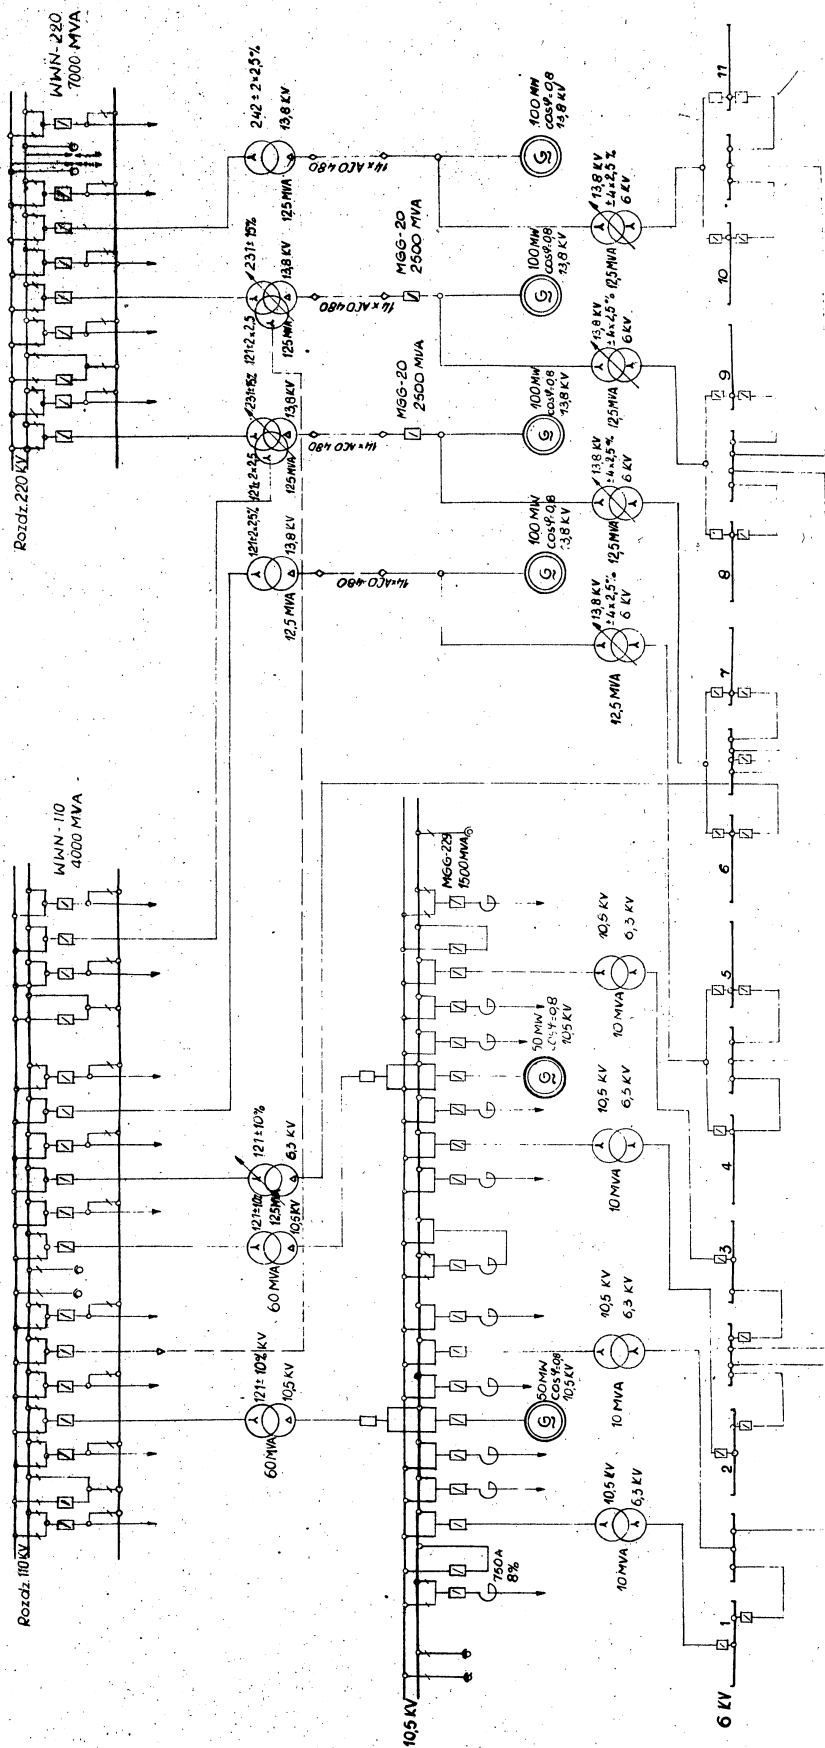 Rozdz. 220 KV
WWN-220
7000 MVA
242 ± 2×2,5%
13,8 KV
125 MVA
14×ACO 480
100 MW
cosφ=0,8
13,8 KV
13,8 KV
±4×2,5%
6 KV
12,5 MVA
231±15%
121±2×2,5
13,8 KV
125 MVA
14×ACO 480
MGG-20
2500 MVA
100 MW
cosφ=0,8
13,8 KV
13,8 KV
±4×2,5%
6 KV
12,5 MVA
231±15%
121±2×2,5
13,8 KV
125 MVA
14×ACO 480
MGG-20
2500 MVA
100 MW
cosφ=0,8
13,8 KV
13,8 KV
±4×2,5%
6 KV
12,5 MVA
121±2×2,5%
13,8 KV
12,5 MVA
14×ACO 480
100 MW
cosφ=0,8
13,8 KV
13,8 KV
±4×2,5%
6 KV
12,5 MVA
Rozdz. 110 KV
WWN-110
4000 MVA
121±10%
6,3 KV
12,5 MVA
121±10%
10,5 KV
60 MVA
121±10% KV
10,5 KV
60 MVA
10,5 KV
MGG-229
1500 MVA
750 A
8%
50 MW
cosφ=0,8
10,5 KV
50 MW
cosφ=0,8
10,5 KV
10,5 KV
6,3 KV
10 MVA
10,5 KV
6,3 KV
10 MVA
10,5 KV
6,3 KV
10 MVA
10,5 KV
6,3 KV
10 MVA
G
G
G
G
G
G
6 KV
1
2
3
4
5
6
7
8
9
10
11